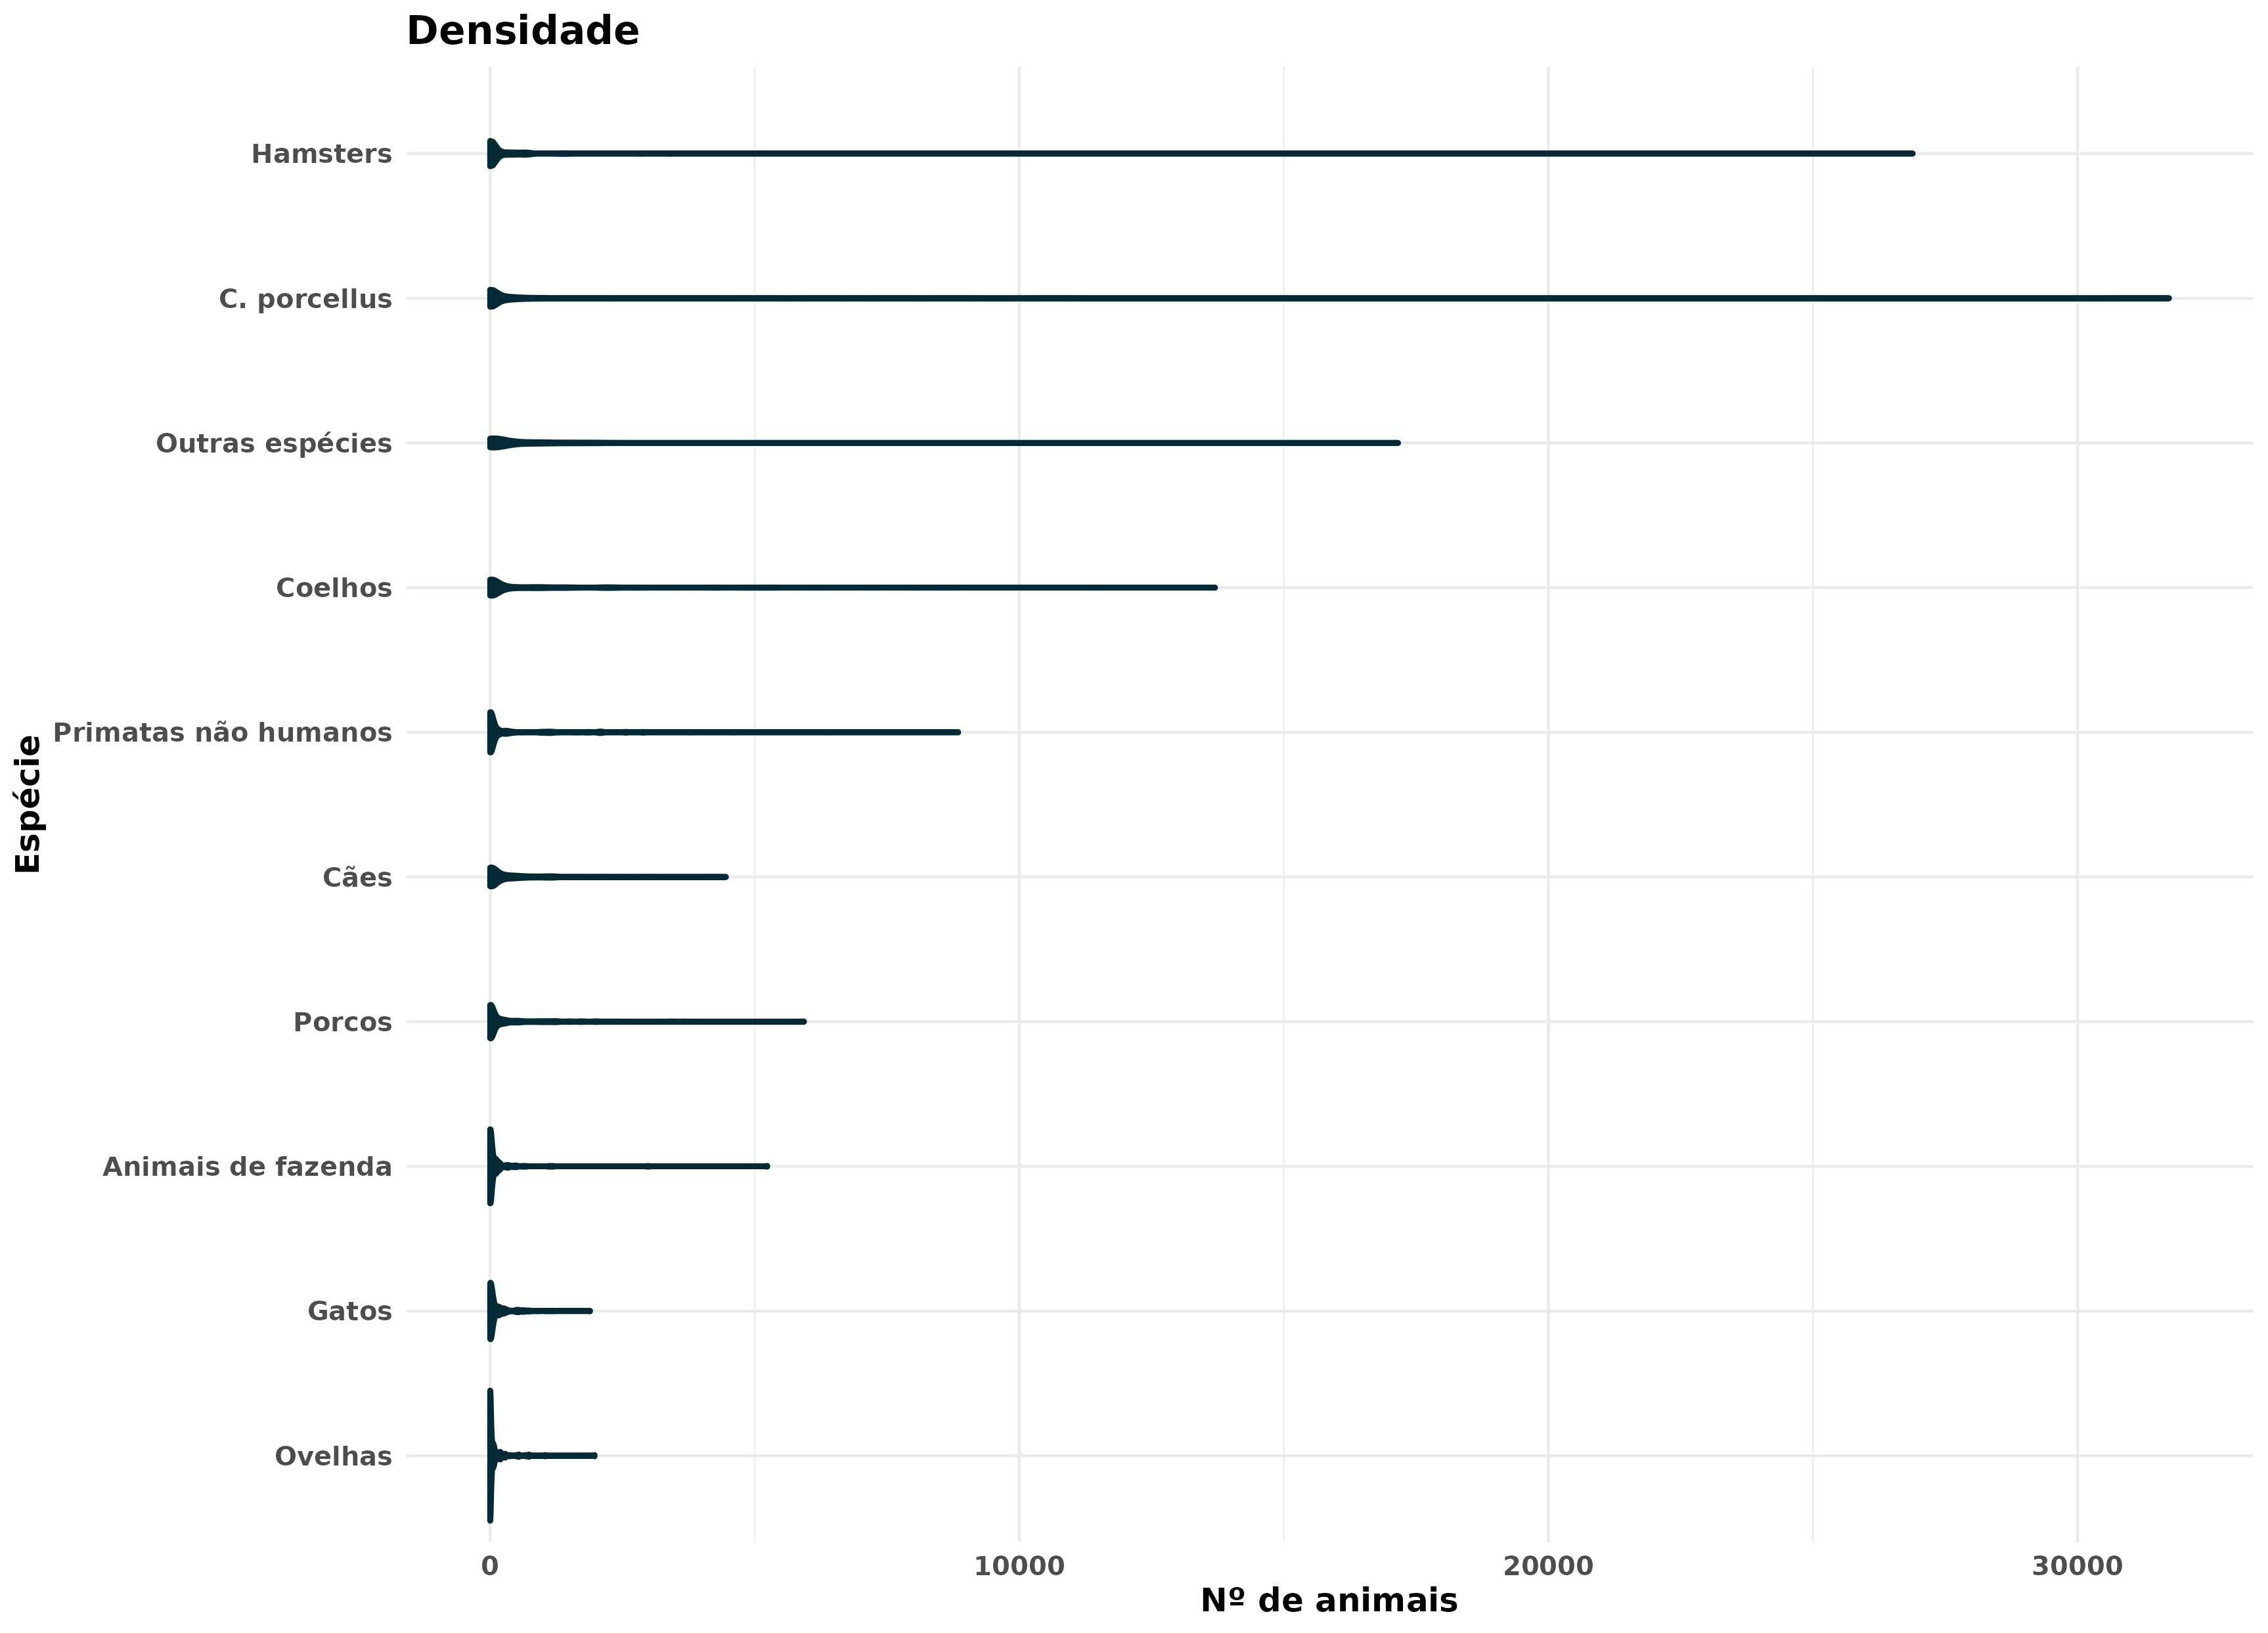 Densidade
Espécie
Hamsters
C. porcellus
Outras espécies
Coelhos
Primatas não humanos
Cães
Porcos
Animais de fazenda
Gatos
Ovelhas
0 10000 20000 30000
Nº de animais